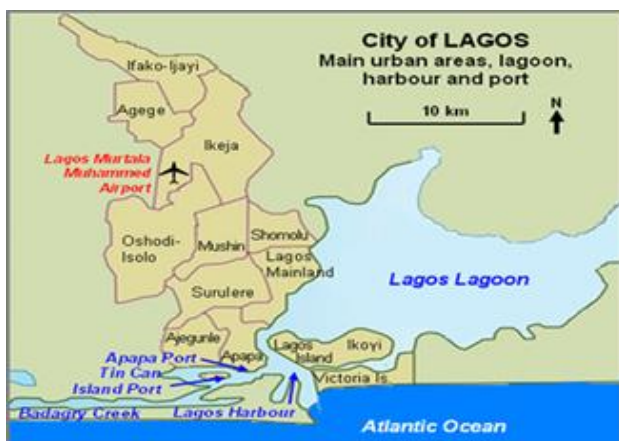 City of LAGOS
Main urban areas, lagoon,
harbour and port
10 km
N
Ifako-Ijayi
Agege
Ikeja
Lagos Murtala
Muhammed
Airport
Oshodi-
Isolo
Mushin
Shomolu
Lagos
Mainland
Surulere
Lagos Lagoon
Ajegunle
Apapa
Lagos
Island
Ikoyi
Victoria Is.
Apapa Port
Tin Can
Island Port
Badagry Creek
Lagos Harbour
Atlantic Ocean